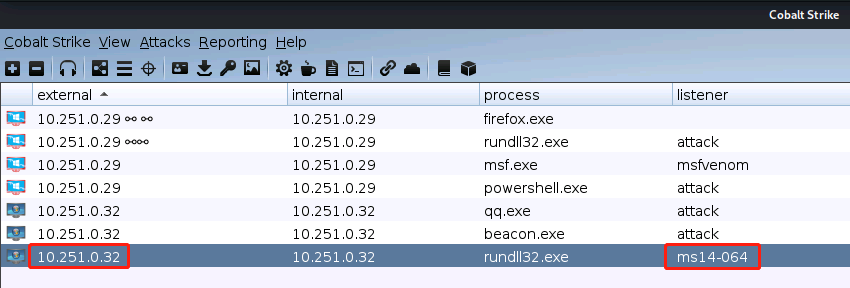 Cobalt Strike
Cobalt Strike View Attacks Reporting Help
external internal process listener
10.251.0.29 10.251.0.29 firefox.exe
10.251.0.29 10.251.0.29 rundll32.exe attack
10.251.0.29 10.251.0.29 msf.exe msfvenom
10.251.0.29 10.251.0.29 powershell.exe attack
10.251.0.32 10.251.0.32 qq.exe attack
10.251.0.32 10.251.0.32 beacon.exe attack
10.251.0.32 10.251.0.32 rundll32.exe ms14-064